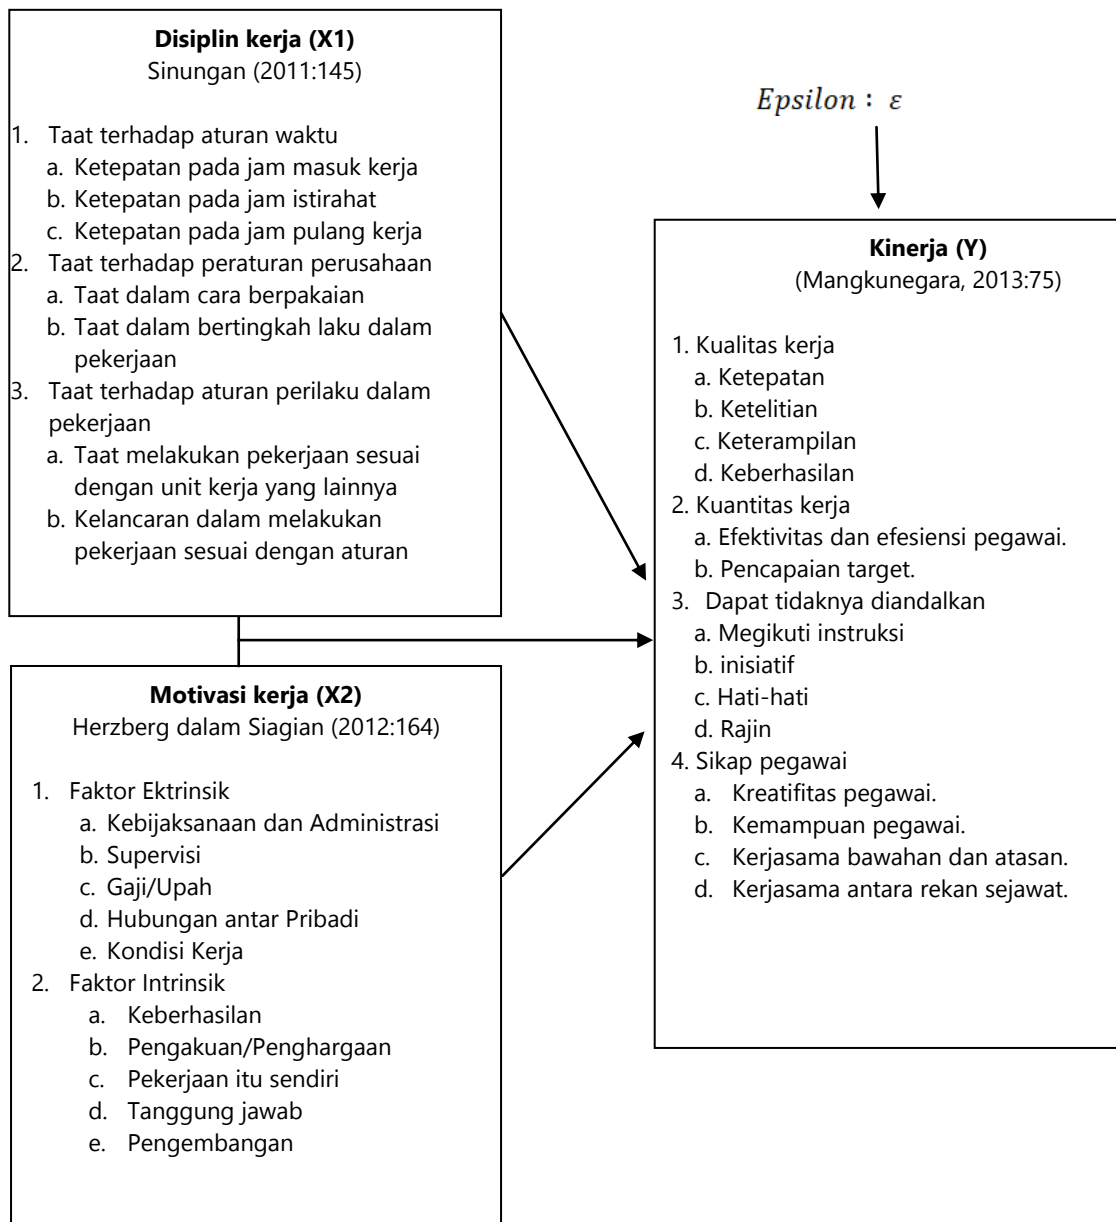 Disiplin kerja (X1)
Sinungan (2011:145)
1. Taat terhadap aturan waktu
a. Ketepatan pada jam masuk kerja
b. Ketepatan pada jam istirahat
c. Ketepatan pada jam pulang kerja
2. Taat terhadap peraturan perusahaan
a. Taat dalam cara berpakaian
b. Taat dalam bertingkah laku dalam
pekerjaan
3. Taat terhadap aturan perilaku dalam
pekerjaan
a. Taat melakukan pekerjaan sesuai
dengan unit kerja yang lainnya
b. Kelancaran dalam melakukan
pekerjaan sesuai dengan aturan
Motivasi kerja (X2)
Herzberg dalam Siagian (2012:164)
1. Faktor Ektrinsik
a. Kebijaksanaan dan Administrasi
b. Supervisi
c. Gaji/Upah
d. Hubungan antar Pribadi
e. Kondisi Kerja
2. Faktor Intrinsik
a. Keberhasilan
b. Pengakuan/Penghargaan
c. Pekerjaan itu sendiri
d. Tanggung jawab
e. Pengembangan
Epsilon : ε
Kinerja (Y)
(Mangkunegara, 2013:75)
1. Kualitas kerja
a. Ketepatan
b. Ketelitian
c. Keterampilan
d. Keberhasilan
2. Kuantitas kerja
a. Efektivitas dan efesiensi pegawai.
b. Pencapaian target.
3. Dapat tidaknya diandalkan
a. Megikuti instruksi
b. inisiatif
c. Hati-hati
d. Rajin
4. Sikap pegawai
a. Kreatifitas pegawai.
b. Kemampuan pegawai.
c. Kerjasama bawahan dan atasan.
d. Kerjasama antara rekan sejawat.